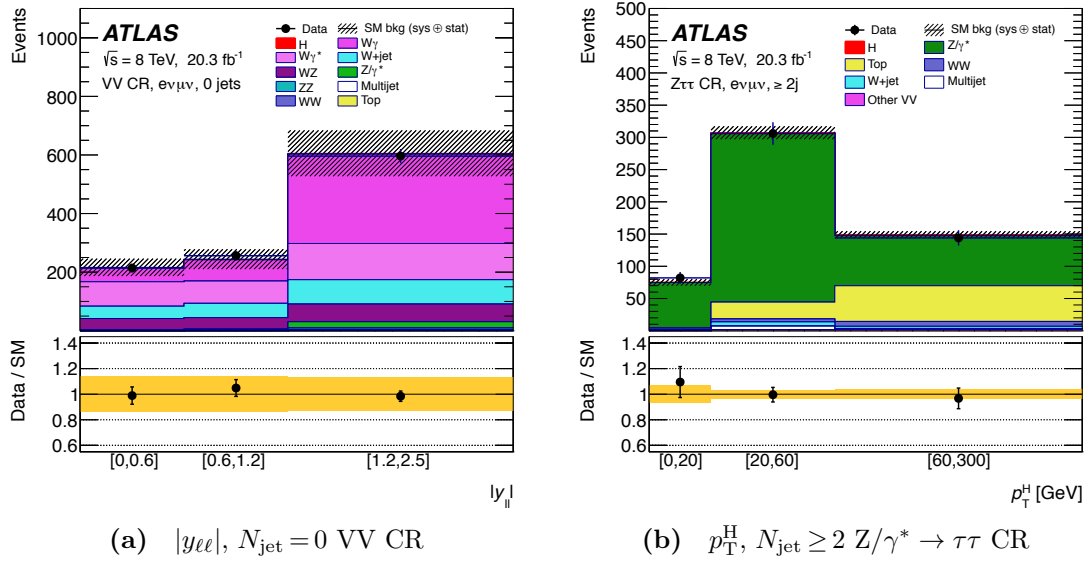 Events
1000
800
600
400
200
ATLAS
√s = 8 TeV, 20.3 fb⁻¹
VV CR, eνμν, 0 jets
Data
SM bkg (sys ⊕ stat)
H
Wγ
Wγ*
W+jet
WZ
Z/γ*
ZZ
Multijet
WW
Top
Data / SM
1.4
1.2
1
0.8
0.6
[0,0.6]
[0.6,1.2]
[1.2,2.5]
|y_ll|
(a) |y_ℓℓ|, N_jet = 0 VV CR
Events
500
450
400
350
300
250
200
150
100
50
ATLAS
√s = 8 TeV, 20.3 fb⁻¹
Zττ CR, eνμν, ≥ 2j
Data
SM bkg (sys ⊕ stat)
H
Z/γ*
Top
WW
W+jet
Multijet
Other VV
Data / SM
1.4
1.2
1
0.8
0.6
[0,20]
[20,60]
[60,300]
p_T^H [GeV]
(b) p_T^H, N_jet ≥ 2 Z/γ* → ττ CR